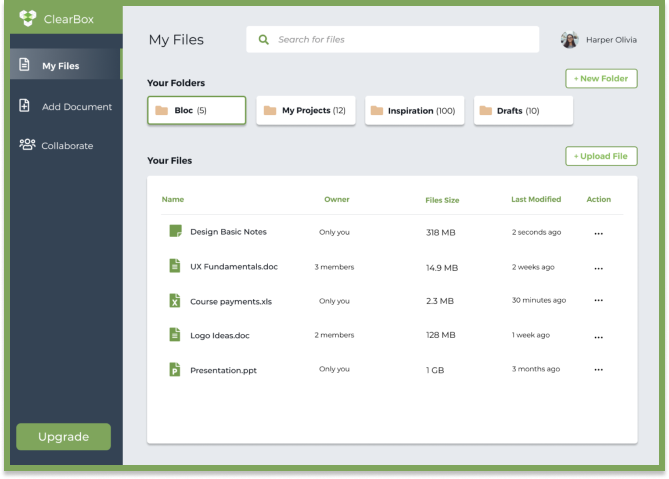 ClearBox
My Files
Add Document
Collaborate
Upgrade
My Files
Search for files
Harper Olivia
Your Folders
+ New Folder
Bloc (5)
My Projects (12)
Inspiration (100)
Drafts (10)
Your Files
+ Upload File
Name Owner Files Size Last Modified Action
Design Basic Notes Only you 318 MB 2 seconds ago ...
UX Fundamentals.doc 3 members 14.9 MB 2 weeks ago ...
X Course payments.xls Only you 2.3 MB 30 minutes ago ...
Logo Ideas.doc 2 members 128 MB 1 week ago ...
P Presentation.ppt Only you 1 GB 3 months ago ...